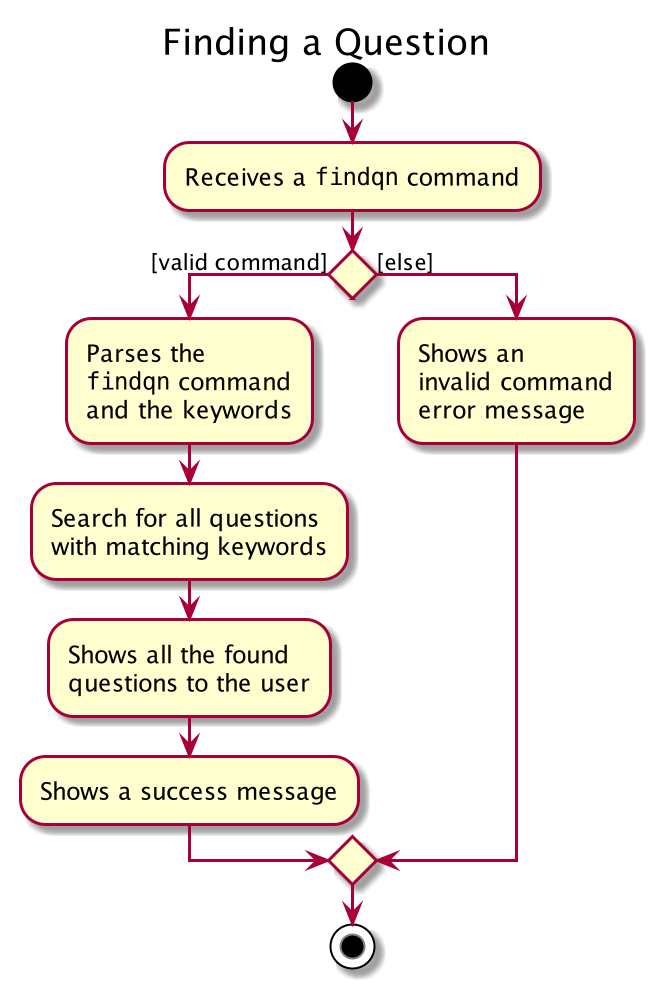 Finding a Question
Receives a findqn command
[valid command]
[else]
Parses the
findqn command
and the keywords
Shows an
invalid command
error message
Search for all questions
with matching keywords
Shows all the found
questions to the user
Shows a success message